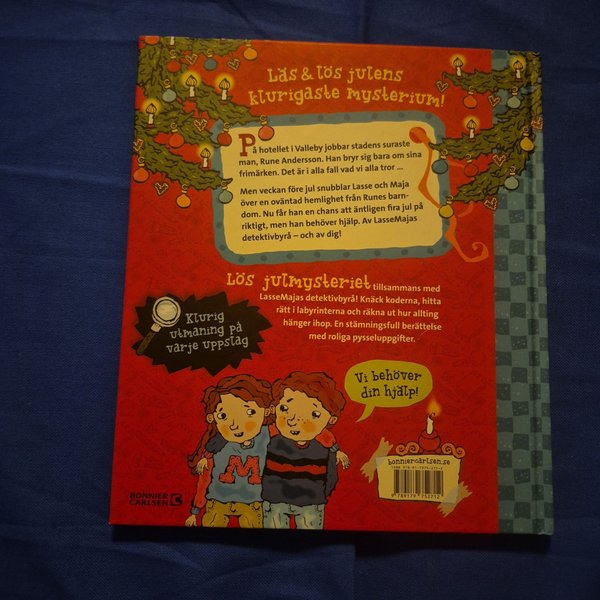 Läs & lös julens
klurigaste mysterium!
På hotellet i Valleby jobbar stadens suraste
man, Rune Andersson. Han bryr sig bara om sina
frimärken. Det är i alla fall vad vi alla tror ...
Men veckan före jul snubblar Lasse och Maja
över en oväntad hemlighet från Runes barn-
dom. Nu får han en chans att äntligen fira jul på
riktigt, men han behöver hjälp. Av LasseMajas
detektivbyrå – och av dig!
Lös julmysteriet tillsammans med
LasseMajas detektivbyrå! Knäck koderna, hitta
rätt i labyrinterna och räkna ut hur allting
hänger ihop. En stämningsfull berättelse
med roliga pysseluppgifter.
Klurig
utmaning på
varje uppslag
Vi behöver
din hjälp!
M
bonniercarlsen.se
BONNIER
CARLSEN